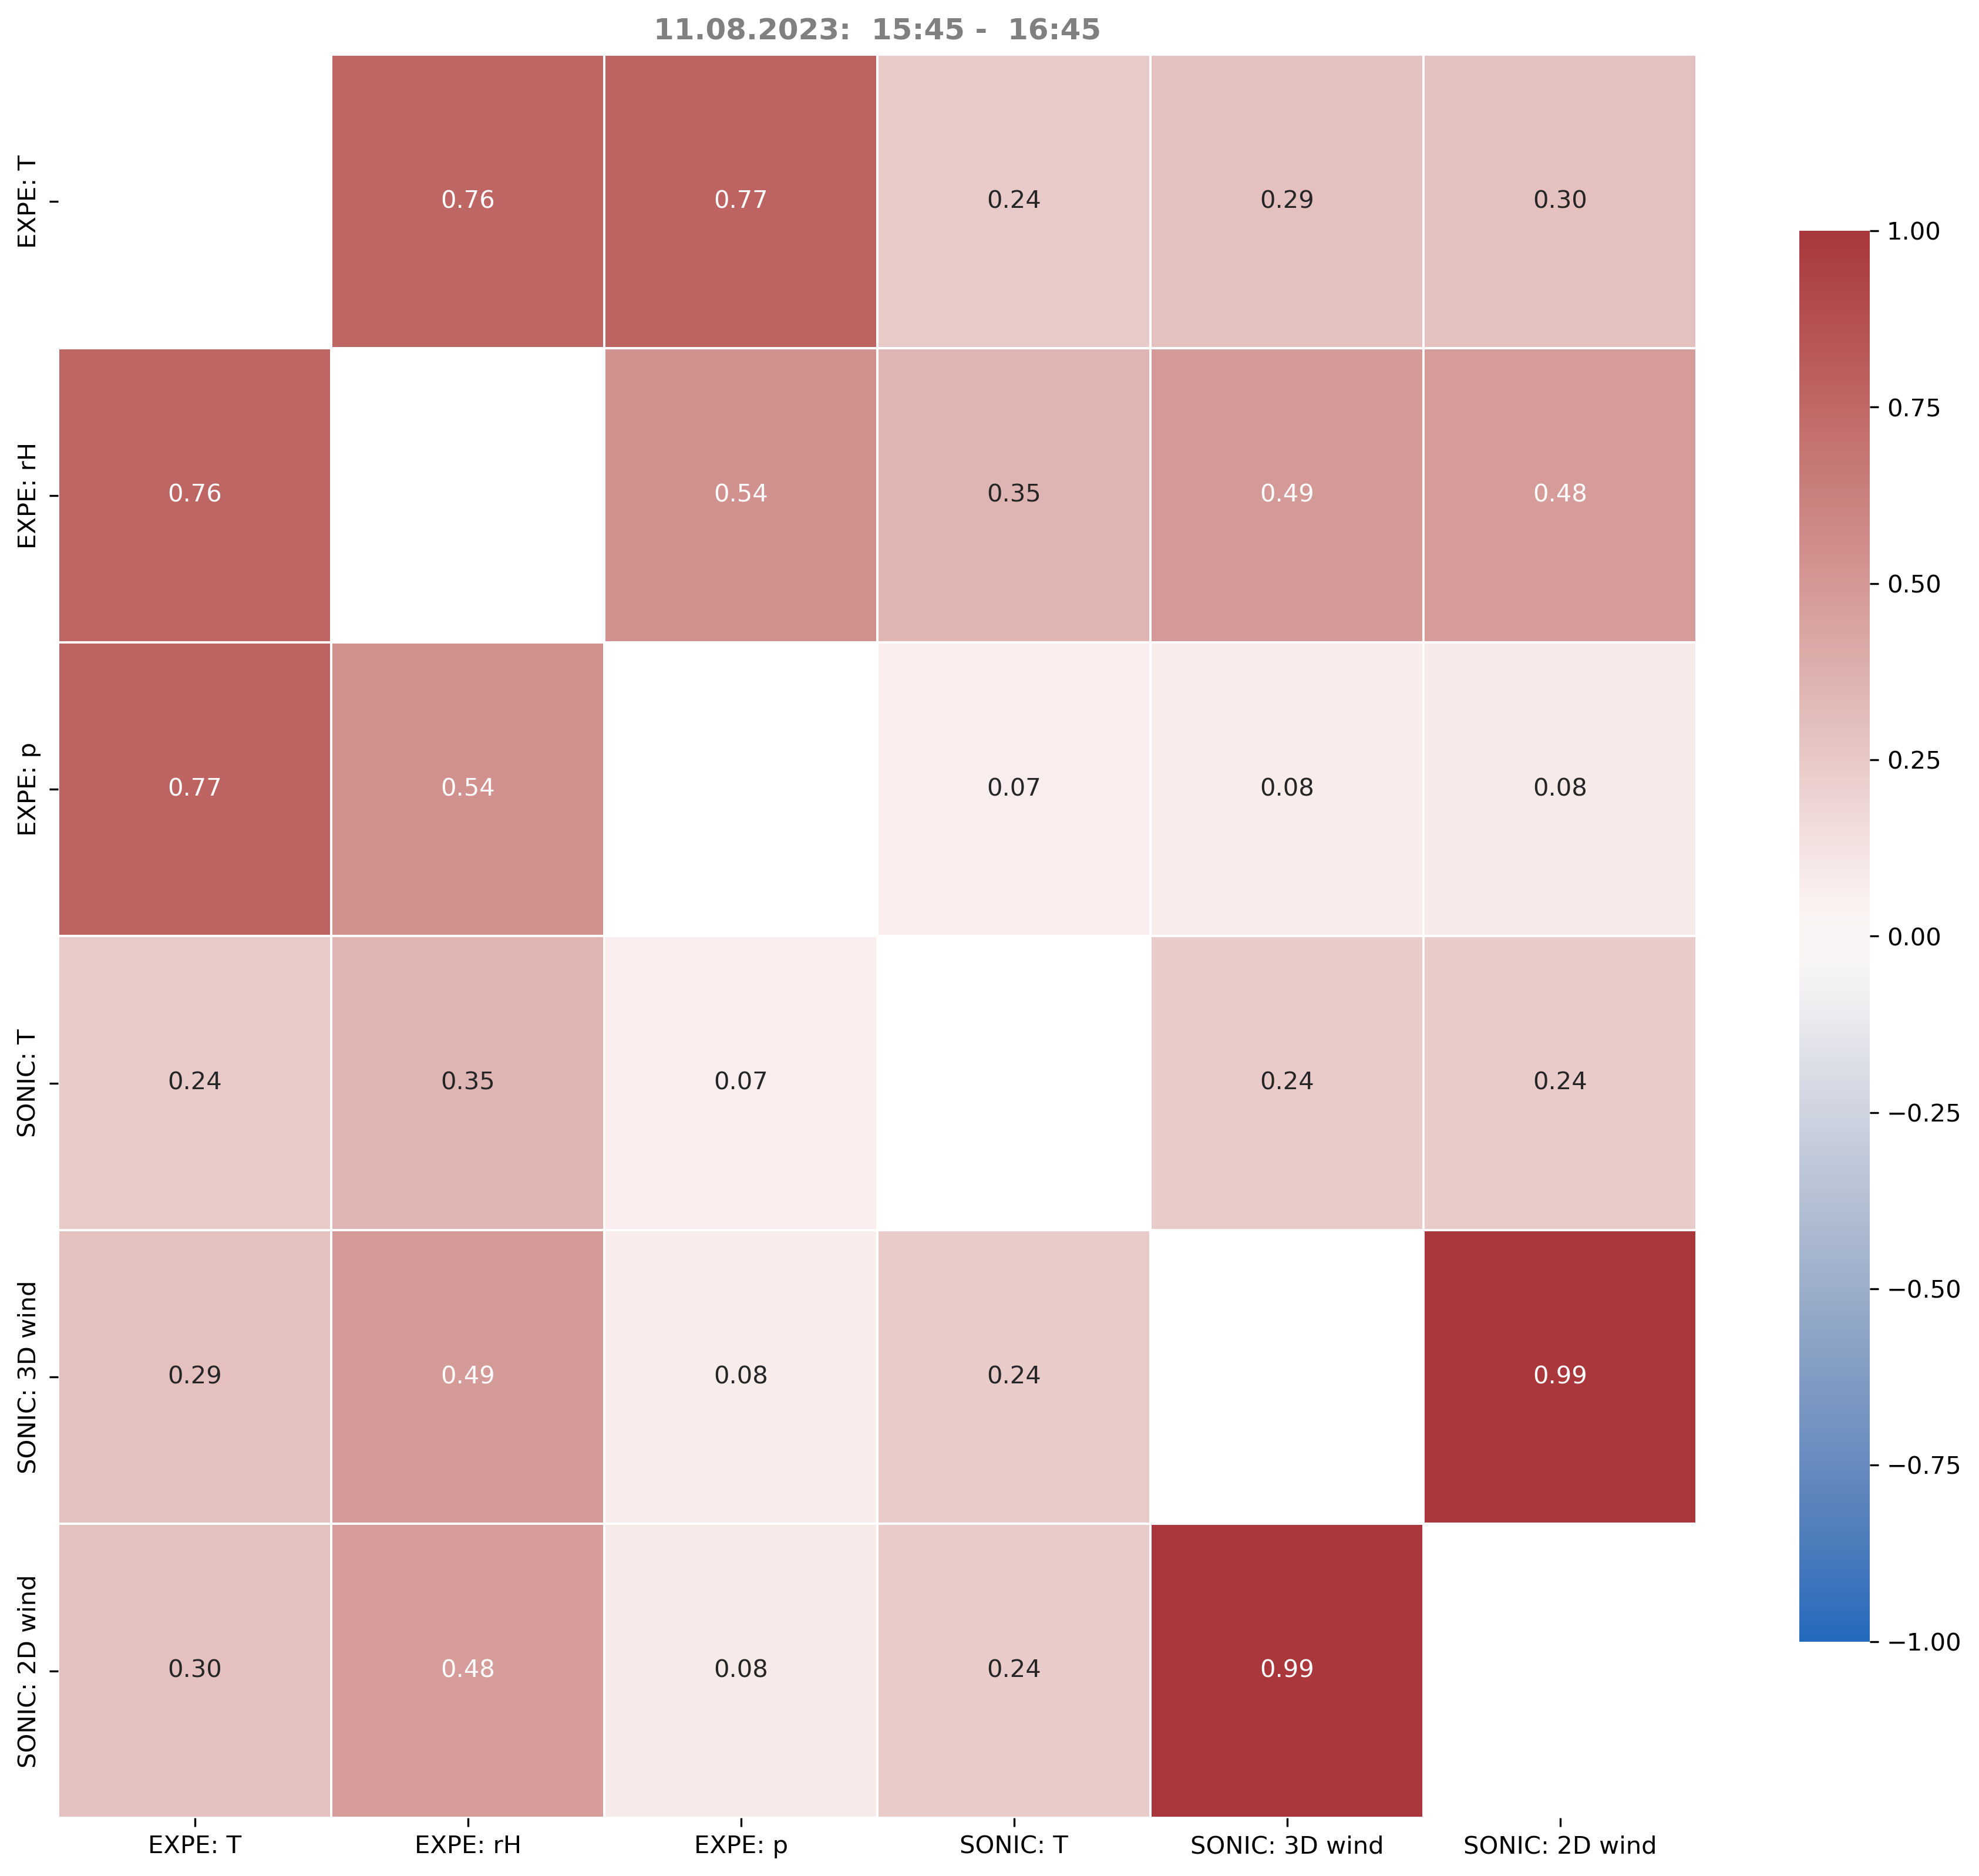 11.08.2023:  15:45 -  16:45
EXPE: T
0.76 0.77 0.24 0.29 0.30
EXPE: rH
0.76 0.54 0.35 0.49 0.48
EXPE: p
0.77 0.54 0.07 0.08 0.08
SONIC: T
0.24 0.35 0.07 0.24 0.24
SONIC: 3D wind
0.29 0.49 0.08 0.24 0.99
SONIC: 2D wind
0.30 0.48 0.08 0.24 0.99
EXPE: T EXPE: rH EXPE: p SONIC: T SONIC: 3D wind SONIC: 2D wind
1.00
0.75
0.50
0.25
0.00
−0.25
−0.50
−0.75
−1.00